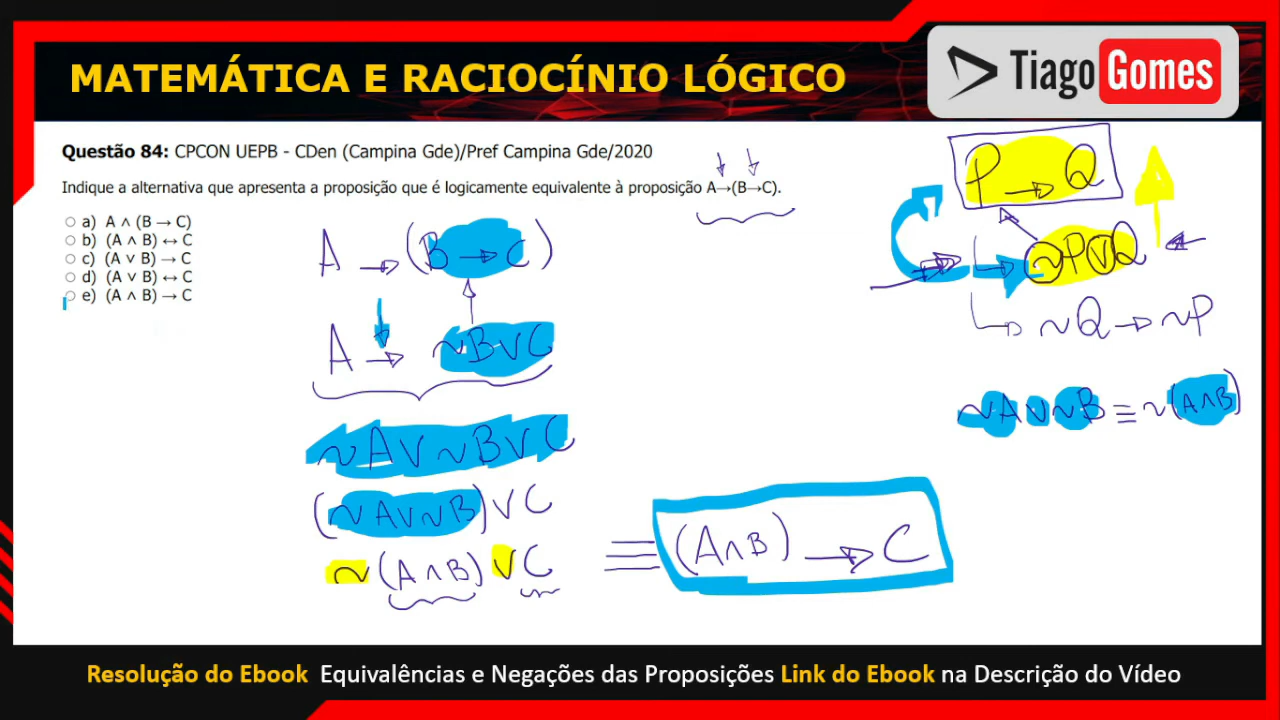 MATEMÁTICA E RACIOCÍNIO LÓGICO
Tiago Gomes
Questão 84: CPCON UEPB - CDen (Campina Gde)/Pref Campina Gde/2020
Indique a alternativa que apresenta a proposição que é logicamente equivalente à proposição A→(B→C).
a) A ∧ (B → C)
b) (A ∧ B) ↔ C
c) (A ∨ B) → C
d) (A ∨ B) ↔ C
e) (A ∧ B) → C
A → (B → C)
A → ~B ∨ C
~A ∨ ~B ∨ C
(~A ∨ ~B) ∨ C
~(A ∧ B) ∨ C ≡ (A ∧ B) → C
P → Q
~P ∨ Q
~Q → ~P
~A ∨ ~B ≡ ~(A ∧ B)
Resolução do Ebook Equivalências e Negações das Proposições Link do Ebook na Descrição do Vídeo